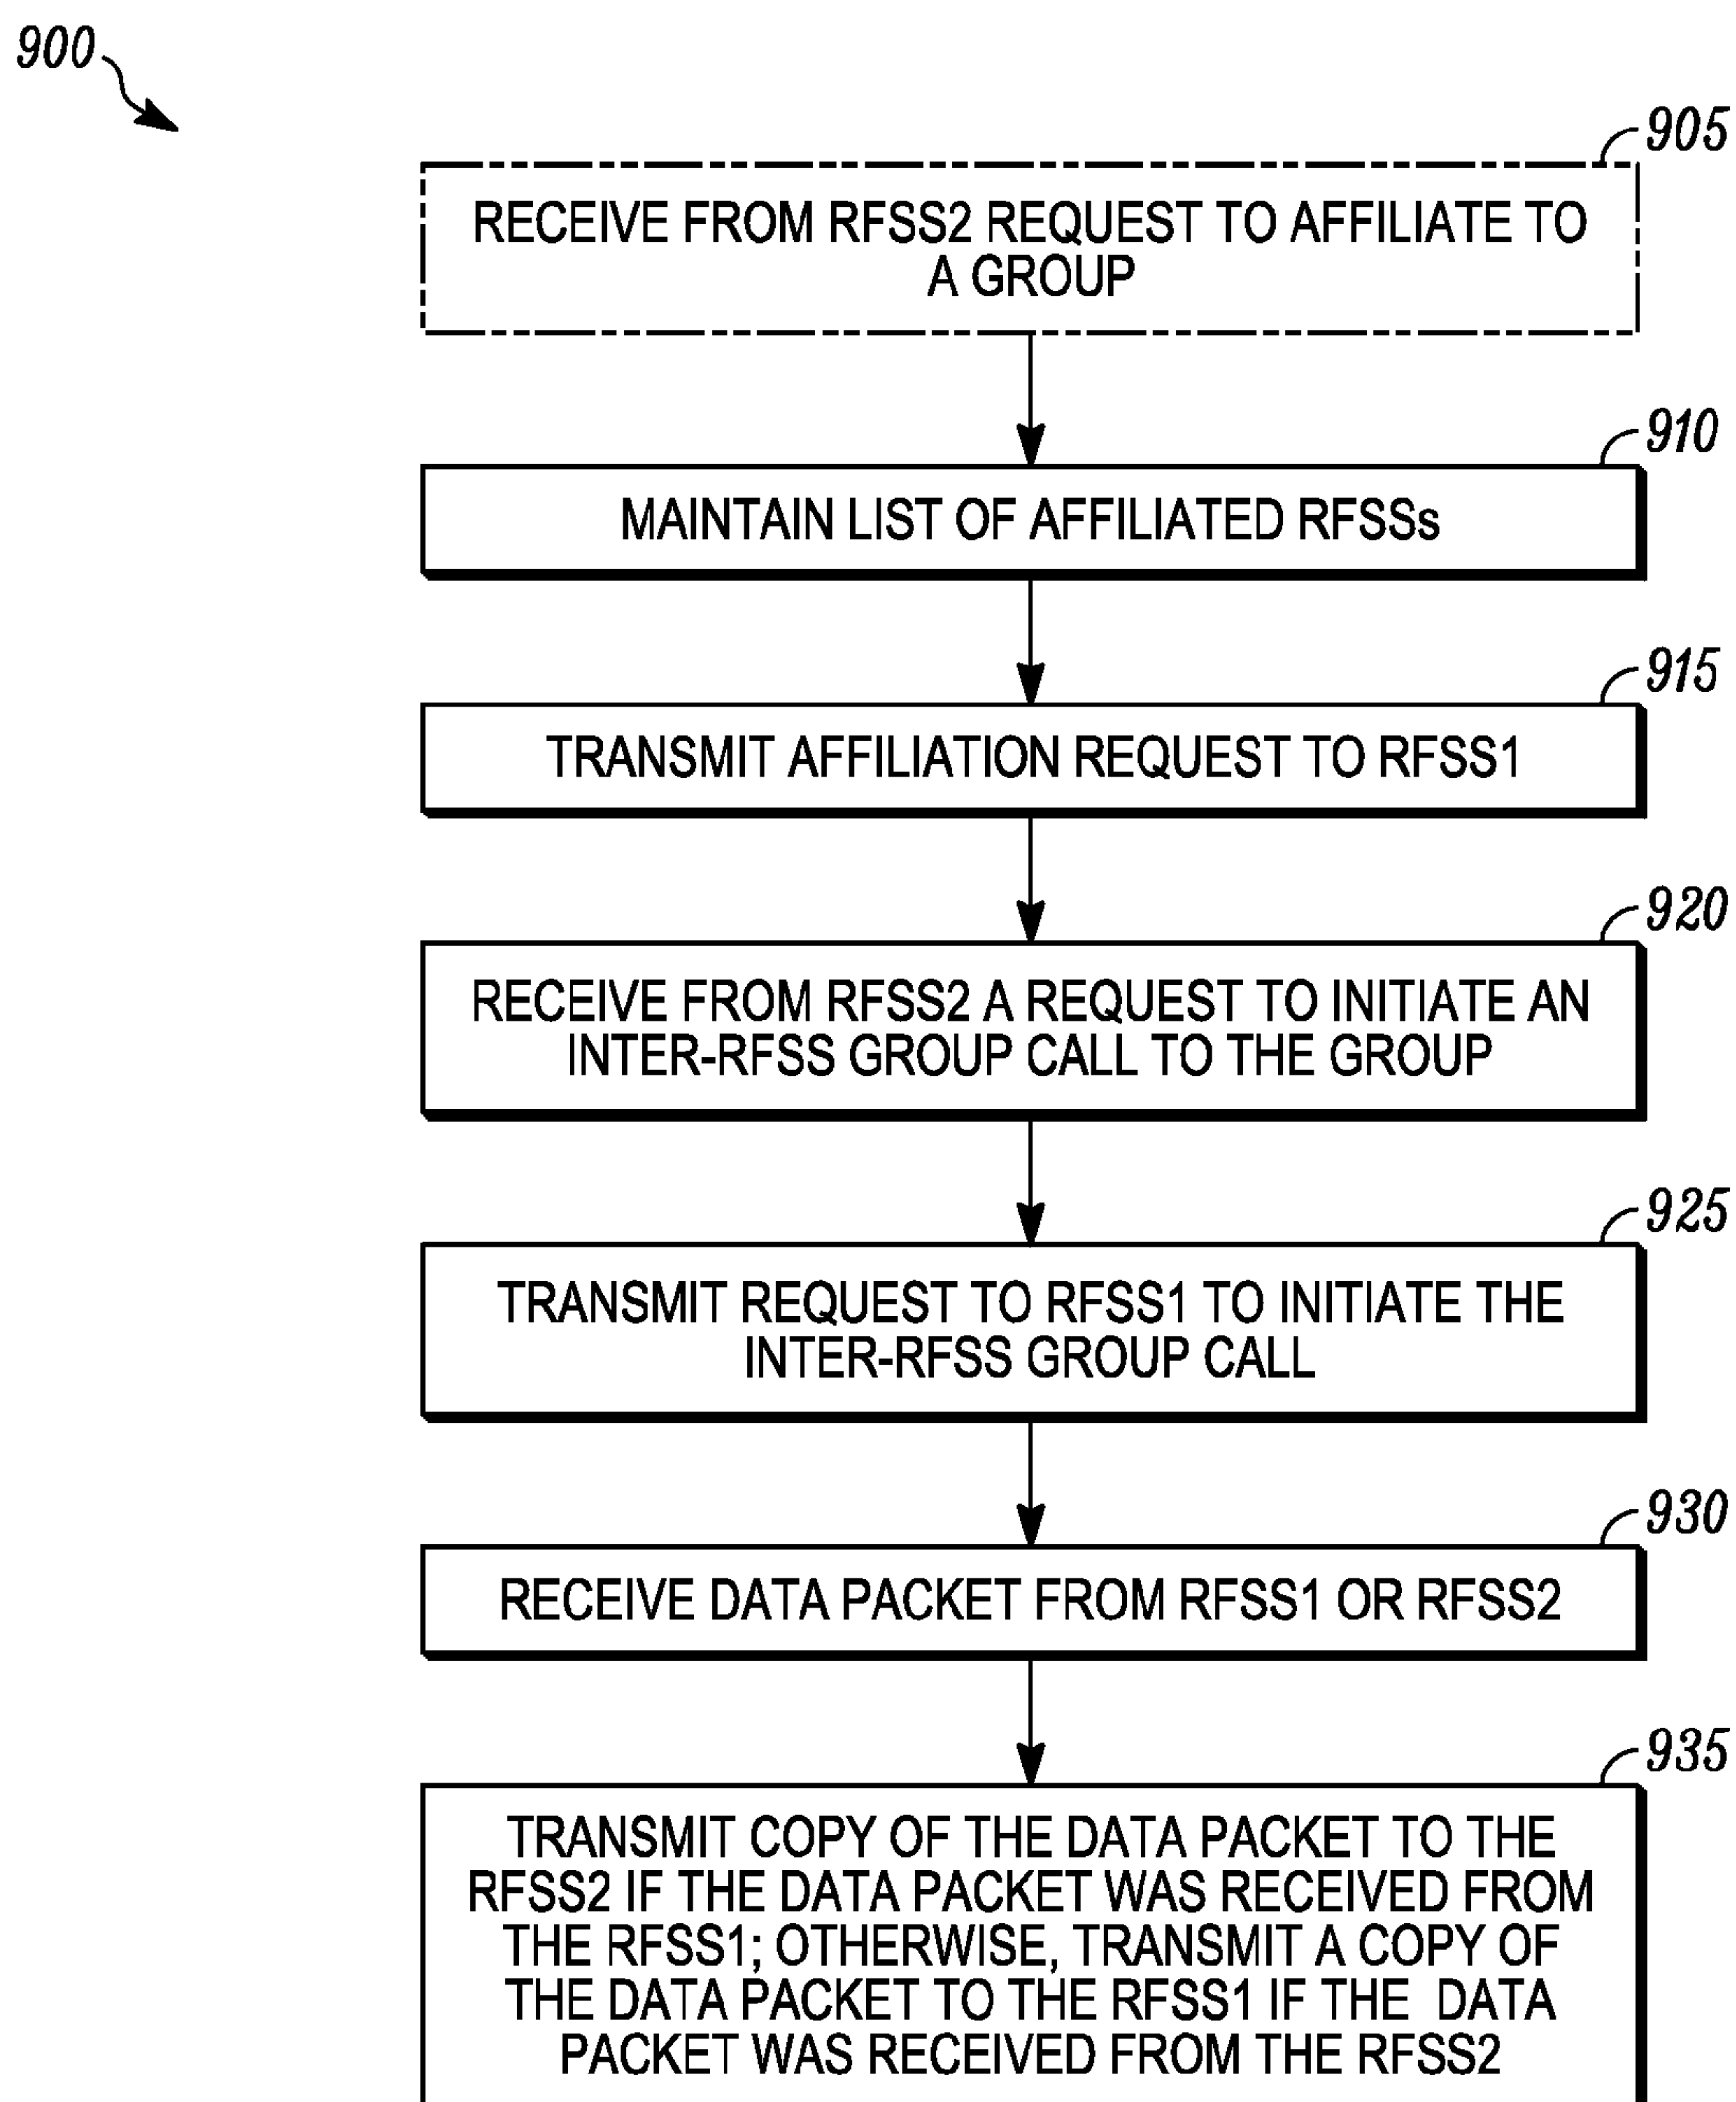 900
905
RECEIVE FROM RFSS2 REQUEST TO AFFILIATE TO
A GROUP
910
MAINTAIN LIST OF AFFILIATED RFSSs
915
TRANSMIT AFFILIATION REQUEST TO RFSS1
920
RECEIVE FROM RFSS2 A REQUEST TO INITIATE AN
INTER-RFSS GROUP CALL TO THE GROUP
925
TRANSMIT REQUEST TO RFSS1 TO INITIATE THE
INTER-RFSS GROUP CALL
930
RECEIVE DATA PACKET FROM RFSS1 OR RFSS2
935
TRANSMIT COPY OF THE DATA PACKET TO THE
RFSS2 IF THE DATA PACKET WAS RECEIVED FROM
THE RFSS1; OTHERWISE, TRANSMIT A COPY OF
THE DATA PACKET TO THE RFSS1 IF THE DATA
PACKET WAS RECEIVED FROM THE RFSS2